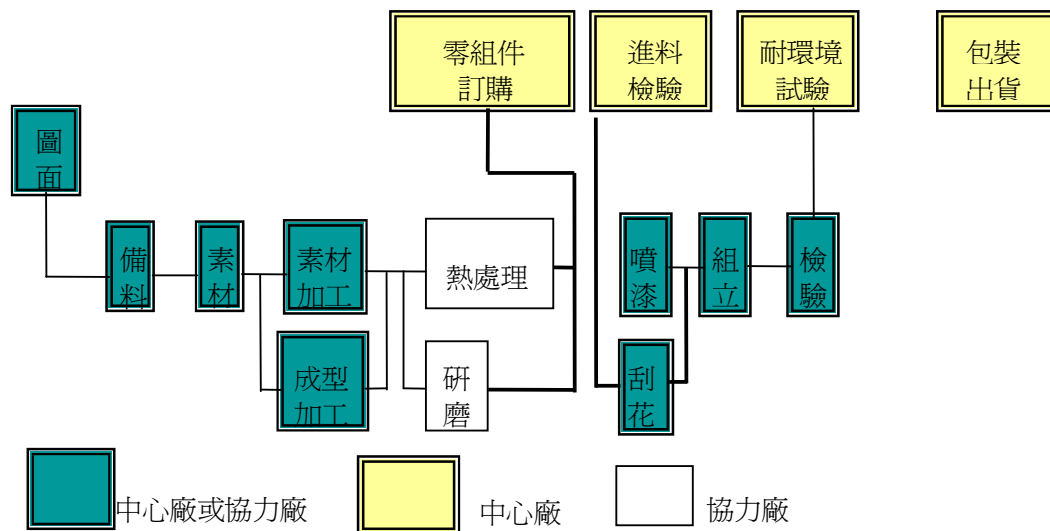 零組件
訂購
進料
檢驗
耐環境
試驗
包裝
出貨
圖
面
備
料
素
材
素材
加工
熱處理
噴
漆
組
立
檢
驗
成型
加工
研
磨
刮
花
中心廠或協力廠
中心廠
協力廠